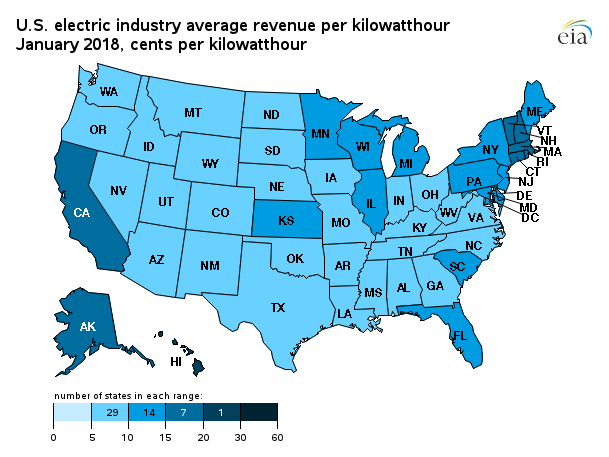 U.S. electric industry average revenue per kilowatthour
January 2018, cents per kilowatthour
eia
WA
MT
ND
MN
ME
OR
ID
SD
WI
MI
NY
VT
NH
MA
RI
CT
WY
IA
PA
NJ
NV
NE
IL
IN
OH
DE
MD
DC
CA
UT
CO
KS
MO
WV
VA
KY
AZ
NM
OK
AR
TN
NC
SC
TX
MS
AL
GA
LA
FL
AK
HI
number of states in each range:
29 14 7 1
0 5 10 15 20 30 60